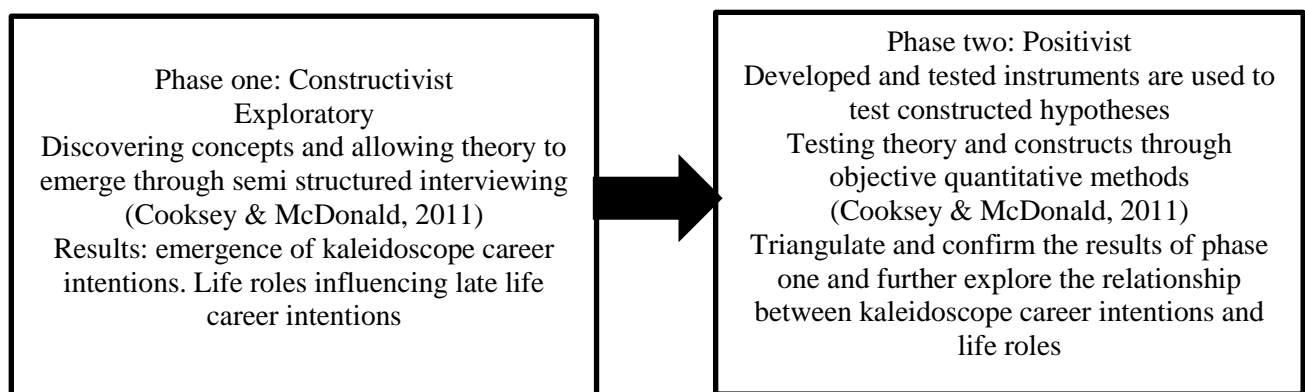 Phase one: Constructivist
Exploratory
Discovering concepts and allowing theory to
emerge through semi structured interviewing
(Cooksey & McDonald, 2011)
Results: emergence of kaleidoscope career
intentions. Life roles influencing late life
career intentions
Phase two: Positivist
Developed and tested instruments are used to
test constructed hypotheses
Testing theory and constructs through
objective quantitative methods
(Cooksey & McDonald, 2011)
Triangulate and confirm the results of phase
one and further explore the relationship
between kaleidoscope career intentions and
life roles